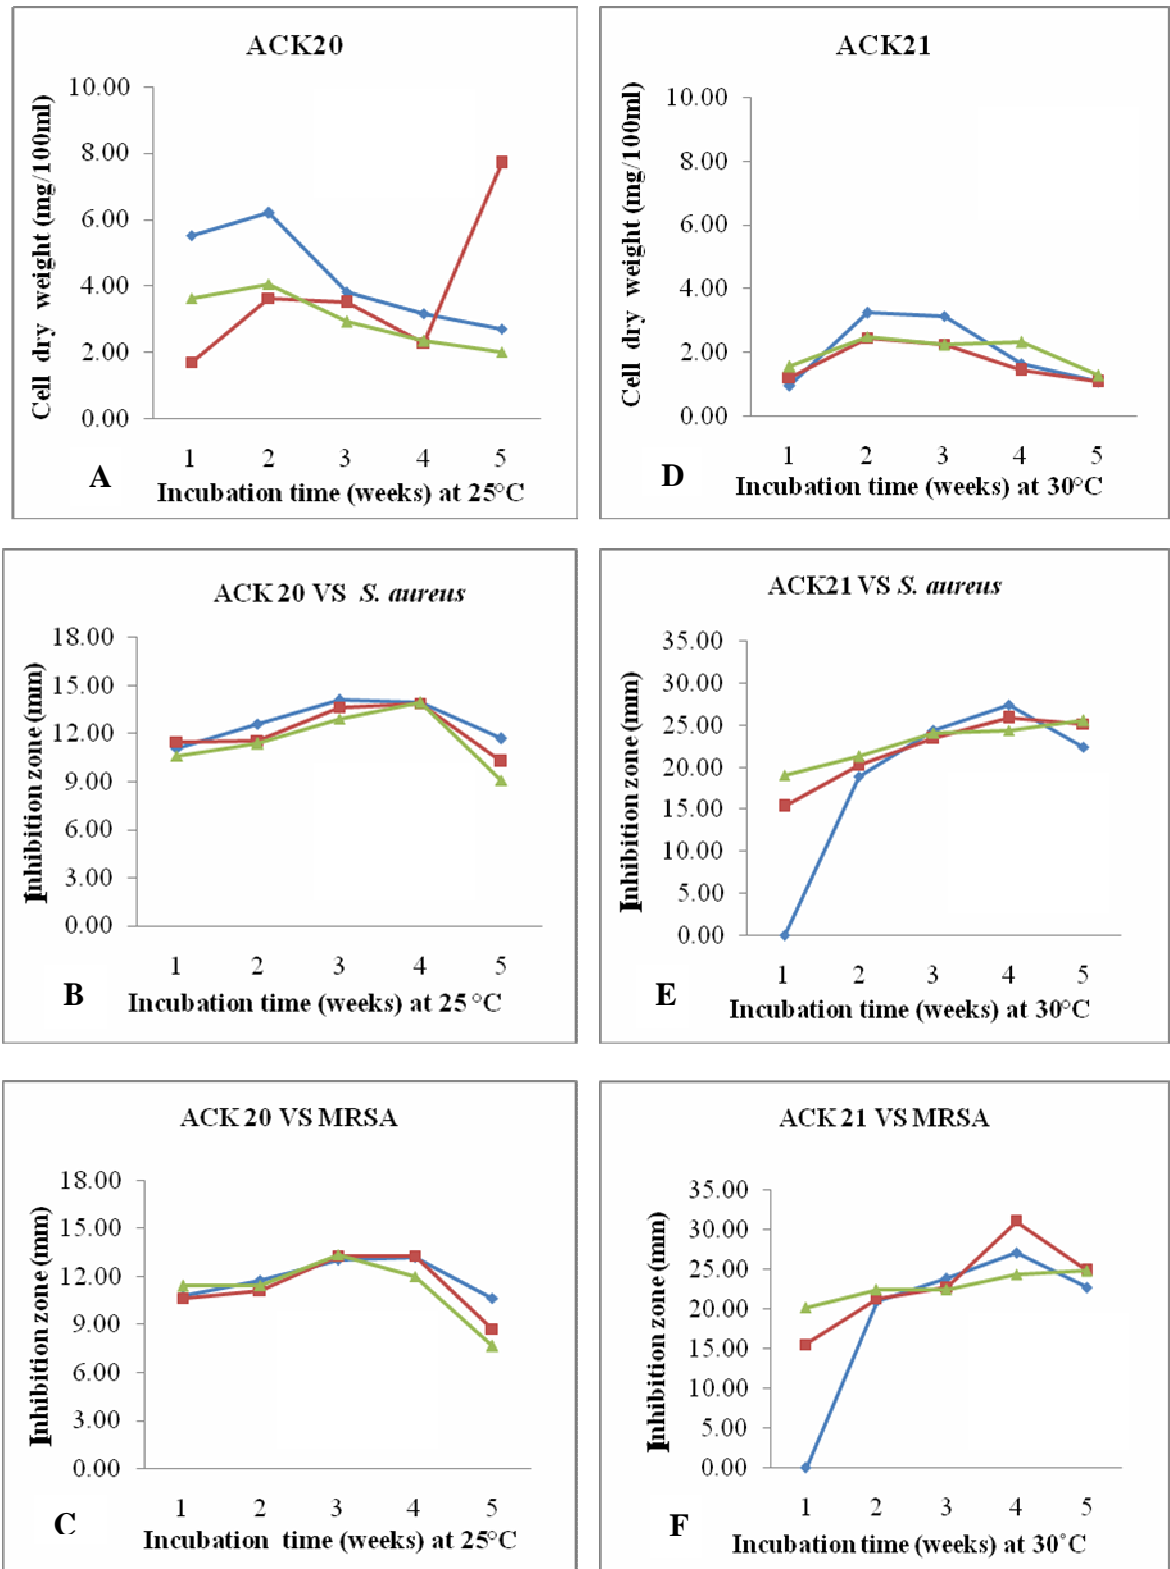 ACK20
Cell dry weight (mg/100ml)
10.00
8.00
6.00
4.00
2.00
0.00
1 2 3 4 5
A
Incubation time (weeks) at 25°C
ACK21
Cell dry weight (mg/100ml)
10.00
8.00
6.00
4.00
2.00
0.00
1 2 3 4 5
D
Incubation time (weeks) at 30°C
ACK 20 VS S. aureus
Inhibition zone (mm)
18.00
15.00
12.00
9.00
6.00
3.00
0.00
1 2 3 4 5
B
Incubation time (weeks) at 25 °C
ACK21 VS S. aureus
Inhibition zone (mm)
35.00
30.00
25.00
20.00
15.00
10.00
5.00
0.00
1 2 3 4 5
E
Incubation time (weeks) at 30°C
ACK 20 VS MRSA
Inhibition zone (mm)
18.00
15.00
12.00
9.00
6.00
3.00
0.00
1 2 3 4 5
C
Incubation time (weeks) at 25°C
ACK 21 VS MRSA
Inhibition zone (mm)
35.00
30.00
25.00
20.00
15.00
10.00
5.00
0.00
1 2 3 4 5
F
Incubation time (weeks) at 30°C